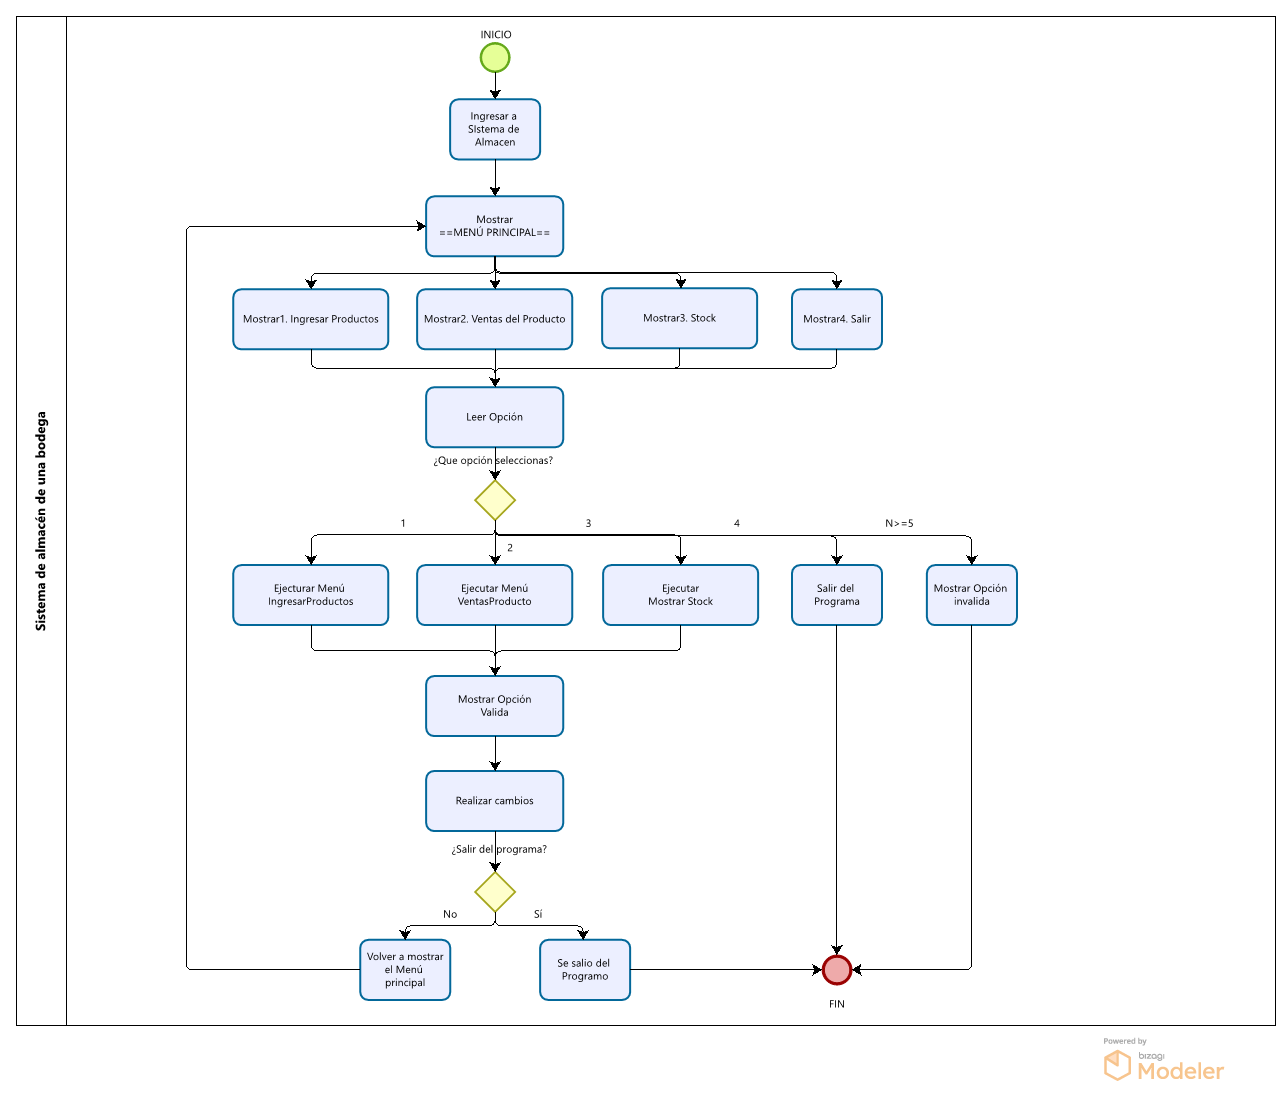 Sistema de almacén de una bodega
INICIO
Ingresar a
SIstema de
Almacen
Mostrar
==MENÚ PRINCIPAL==
Mostrar1. Ingresar Productos
Mostrar2. Ventas del Producto
Mostrar3. Stock
Mostrar4. Salir
Leer Opción
¿Que opción seleccionas?
1
2
3
4
N>=5
Ejecturar Menú
IngresarProductos
Ejecutar Menú
VentasProducto
Ejecutar
Mostrar Stock
Salir del
Programa
Mostrar Opción
invalida
Mostrar Opción
Valida
Realizar cambios
¿Salir del programa?
No
Sí
Volver a mostrar
el Menú
principal
Se salio del
Programo
FIN
Powered by
bizagi
Modeler